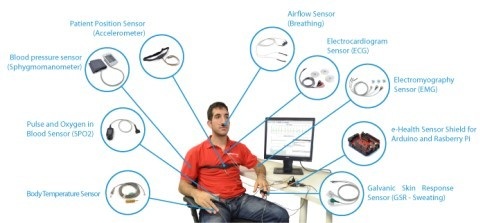 Patient Position Sensor
(Accelerometer)
Airflow Sensor
(Breathing)
Electrocardiogram
Sensor (ECG)
Blood pressure sensor
(Sphygmomanometer)
Electromyography
Sensor (EMG)
Pulse and Oxygen in
Blood Sensor (SPO2)
e-Health Sensor Shield for
Arduino and Rasberry Pi
Body Temperature Sensor
Galvanic Skin Response
Sensor (GSR - Sweating)